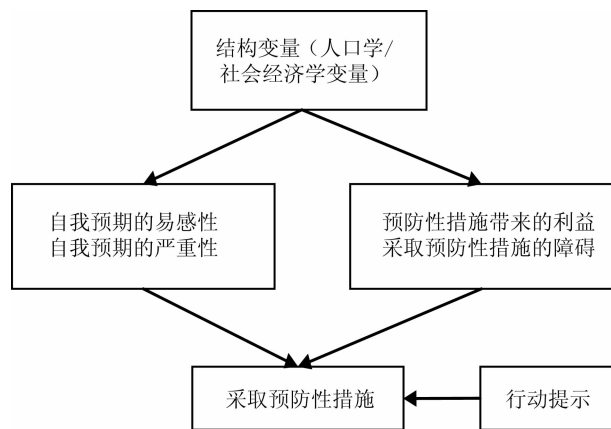 结构变量（人口学/
社会经济学变量）
自我预期的易感性
自我预期的严重性
预防性措施带来的利益
采取预防性措施的障碍
采取预防性措施
行动提示